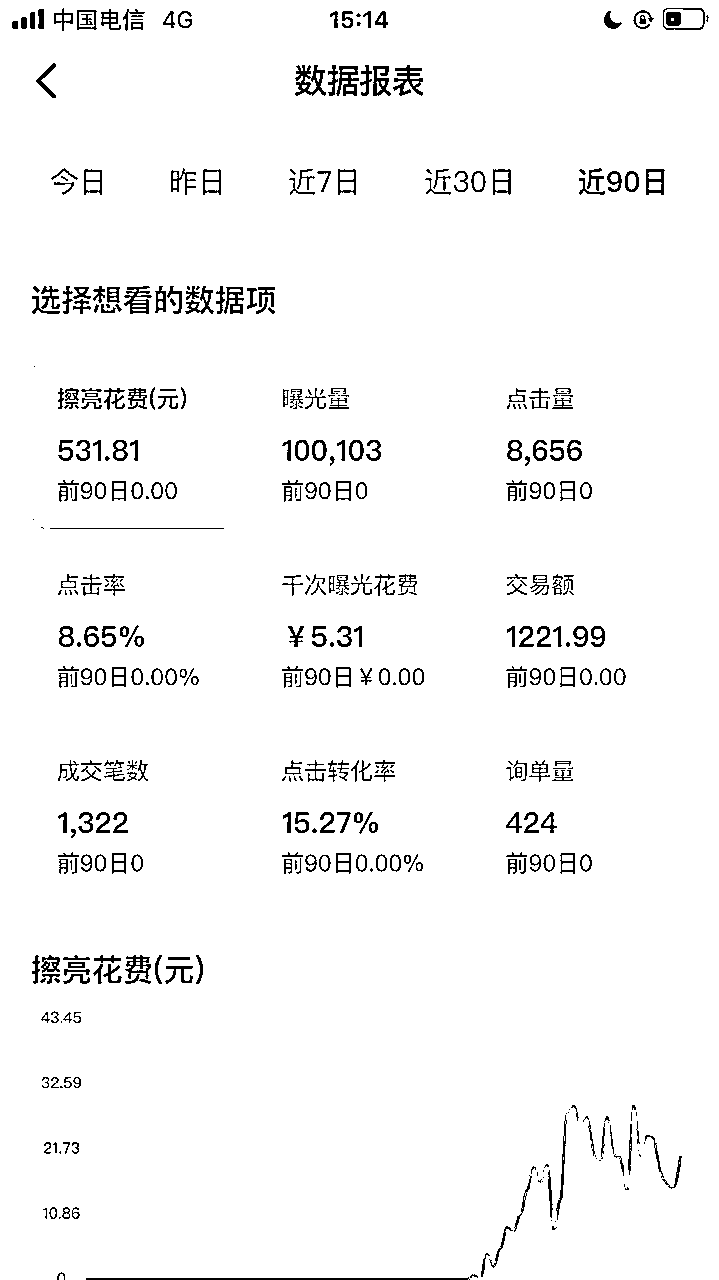 中国电信 4G 15:14
数据报表
今日 昨日 近7日 近30日 近90日
选择想看的数据项
擦亮花费(元) 曝光量 点击量
531.81 100,103 8,656
前90日0.00 前90日0 前90日0
点击率 千次曝光花费 交易额
8.65% ￥5.31 1221.99
前90日0.00% 前90日￥0.00 前90日0.00
成交笔数 点击转化率 询单量
1,322 15.27% 424
前90日0 前90日0.00% 前90日0
擦亮花费(元)
43.45
32.59
21.73
10.86
0